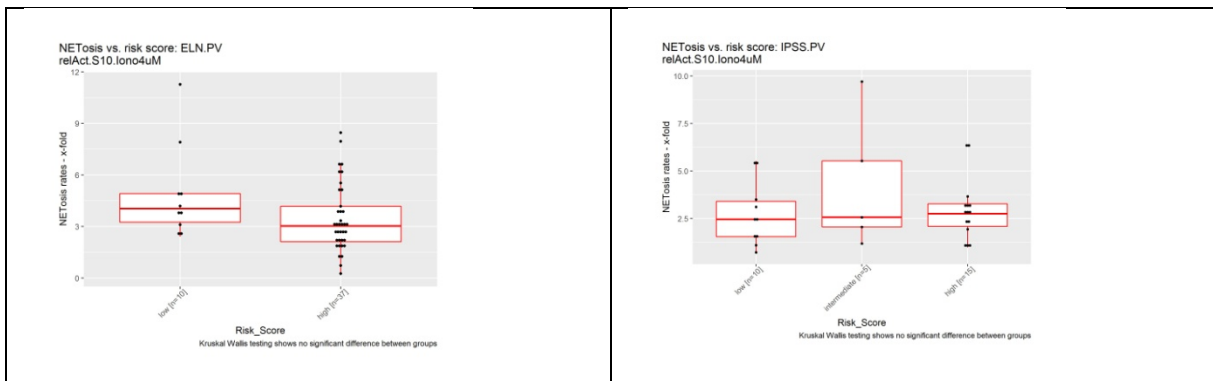 NETosis vs. risk score: ELN.PV
relAct.S10.Iono4uM
12
9
6
3
0
NETosis rates - x-fold
low [n=10]
high [n=37]
Risk_Score
Kruskal Wallis testing shows no significant difference between groups
NETosis vs. risk score: IPSS.PV
relAct.S10.Iono4uM
10.0
7.5
5.0
2.5
NETosis rates - x-fold
low [n=10]
intermediate [n=5]
high [n=15]
Risk_Score
Kruskal Wallis testing shows no significant difference between groups